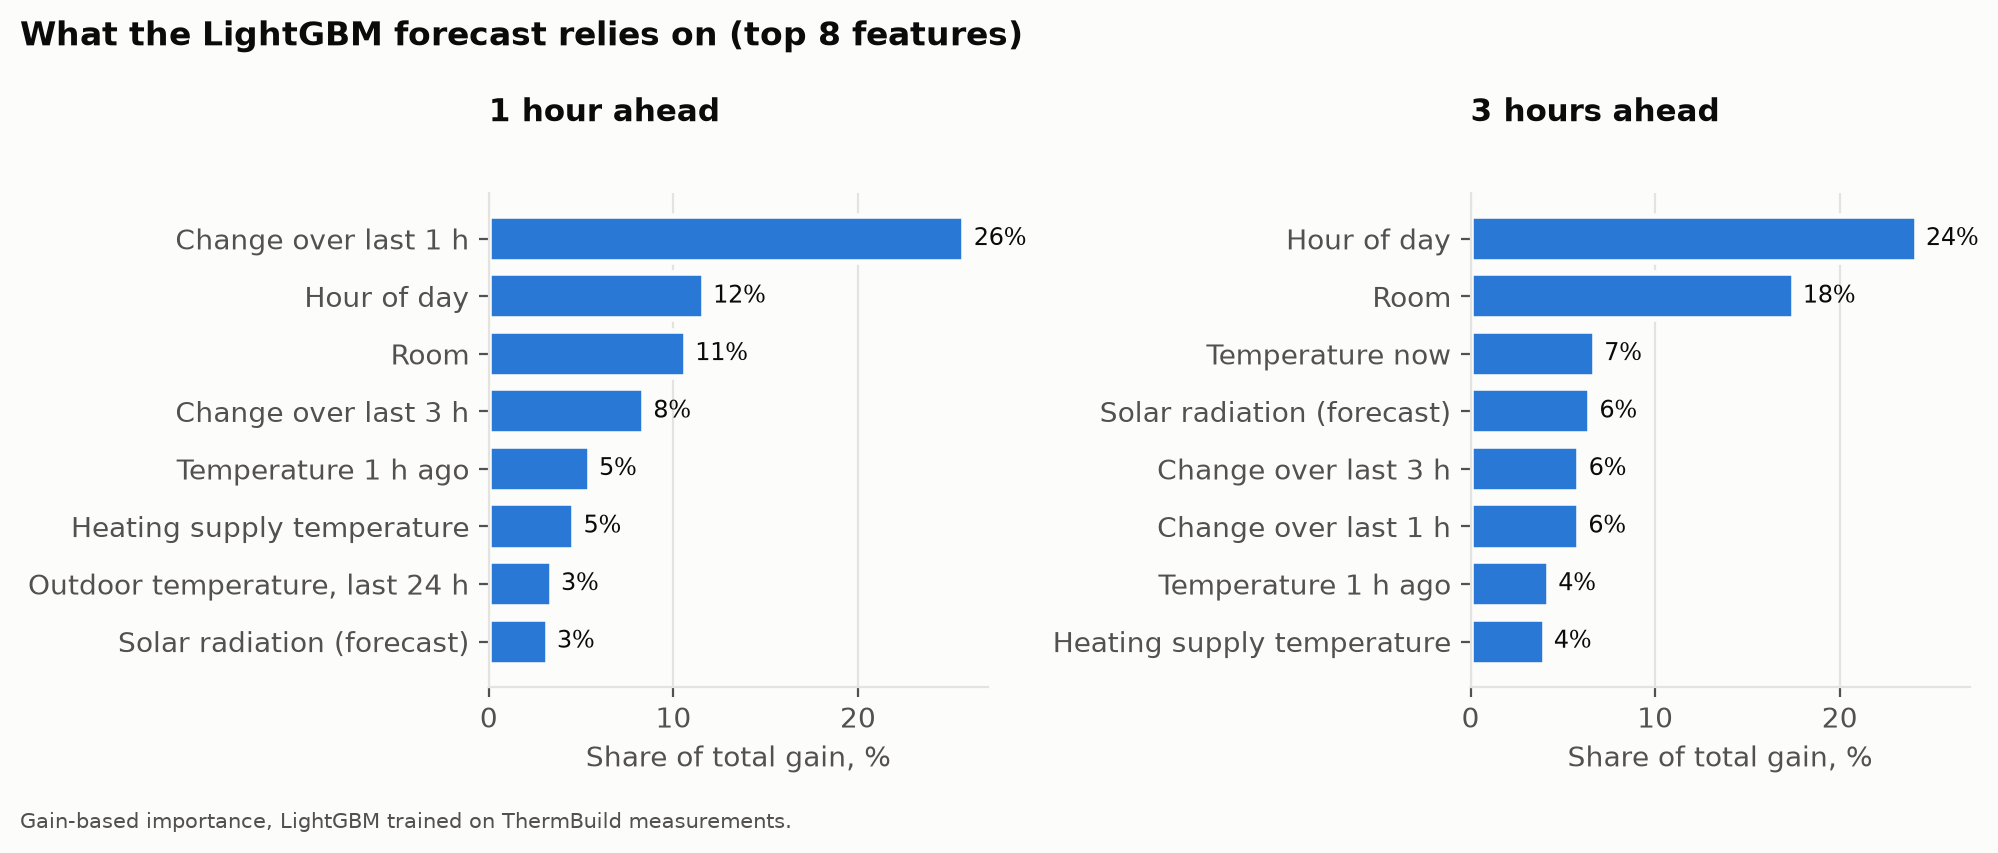 What the LightGBM forecast relies on (top 8 features)
1 hour ahead
Change over last 1 h 26%
Hour of day 12%
Room 11%
Change over last 3 h 8%
Temperature 1 h ago 5%
Heating supply temperature 5%
Outdoor temperature, last 24 h 3%
Solar radiation (forecast) 3%
0 10 20
Share of total gain, %
3 hours ahead
Hour of day 24%
Room 18%
Temperature now 7%
Solar radiation (forecast) 6%
Change over last 3 h 6%
Change over last 1 h 6%
Temperature 1 h ago 4%
Heating supply temperature 4%
0 10 20
Share of total gain, %
Gain-based importance, LightGBM trained on ThermBuild measurements.